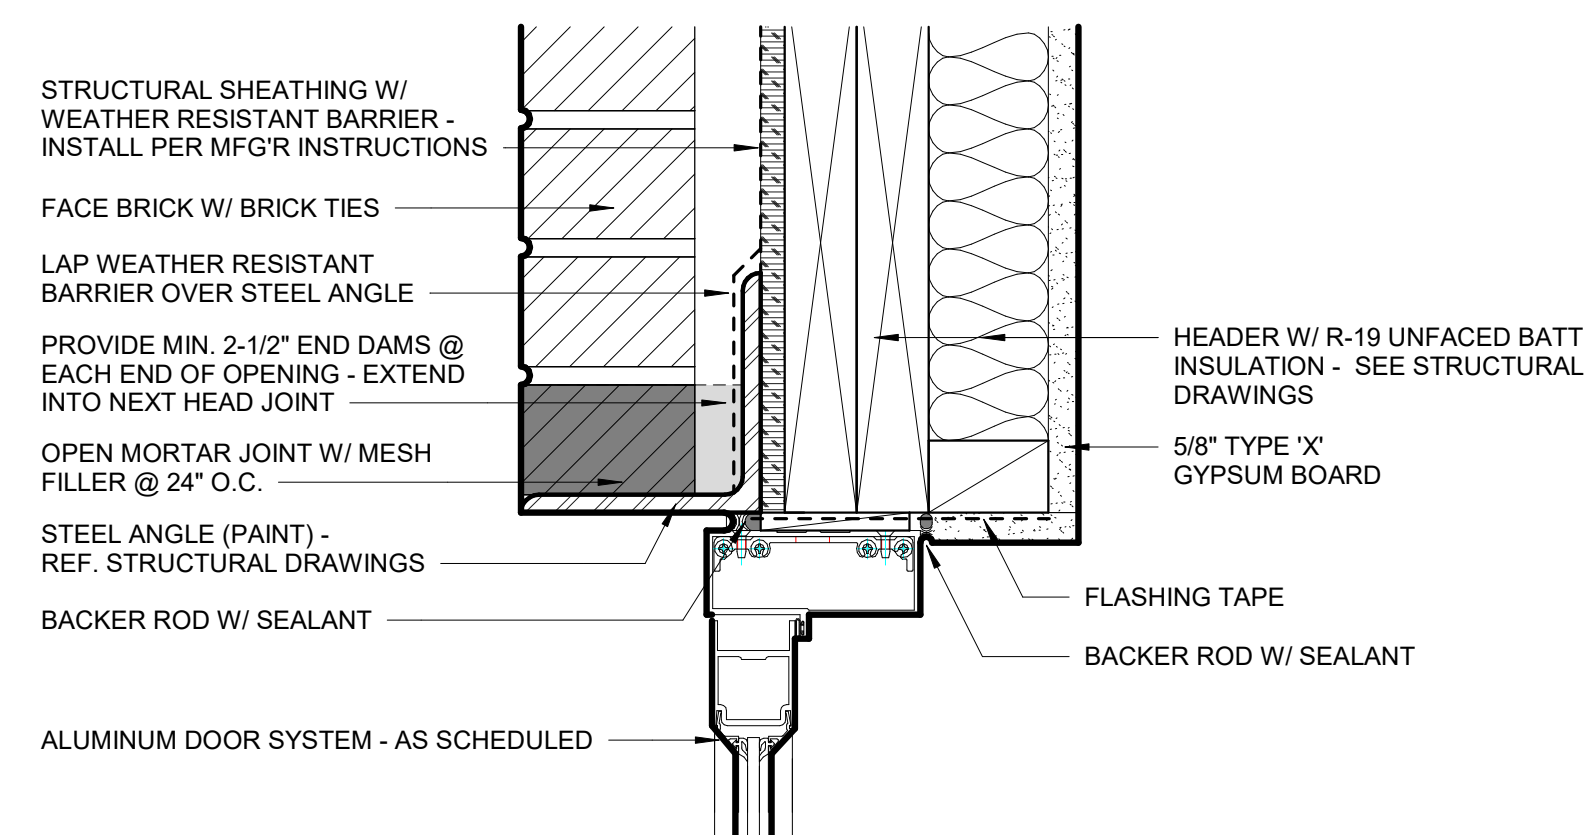 STRUCTURAL SHEATHING W/
WEATHER RESISTANT BARRIER -
INSTALL PER MFG'R INSTRUCTIONS
FACE BRICK W/ BRICK TIES
LAP WEATHER RESISTANT
BARRIER OVER STEEL ANGLE
PROVIDE MIN. 2-1/2" END DAMS @
EACH END OF OPENING - EXTEND
INTO NEXT HEAD JOINT
OPEN MORTAR JOINT W/ MESH
FILLER @ 24" O.C.
STEEL ANGLE (PAINT) -
REF. STRUCTURAL DRAWINGS
BACKER ROD W/ SEALANT
ALUMINUM DOOR SYSTEM - AS SCHEDULED
HEADER W/ R-19 UNFACED BATT
INSULATION - SEE STRUCTURAL
DRAWINGS
5/8" TYPE 'X'
GYPSUM BOARD
FLASHING TAPE
BACKER ROD W/ SEALANT